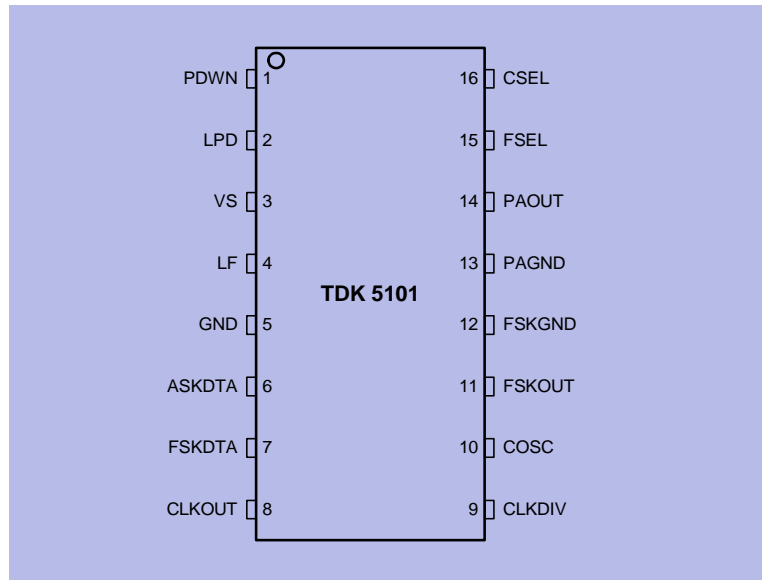 PDWN 1 16 CSEL
LPD 2 15 FSEL
VS 3 14 PAOUT
LF 4 13 PAGND
TDK 5101
GND 5 12 FSKGND
ASKDTA 6 11 FSKOUT
FSKDTA 7 10 COSC
CLKOUT 8 9 CLKDIV